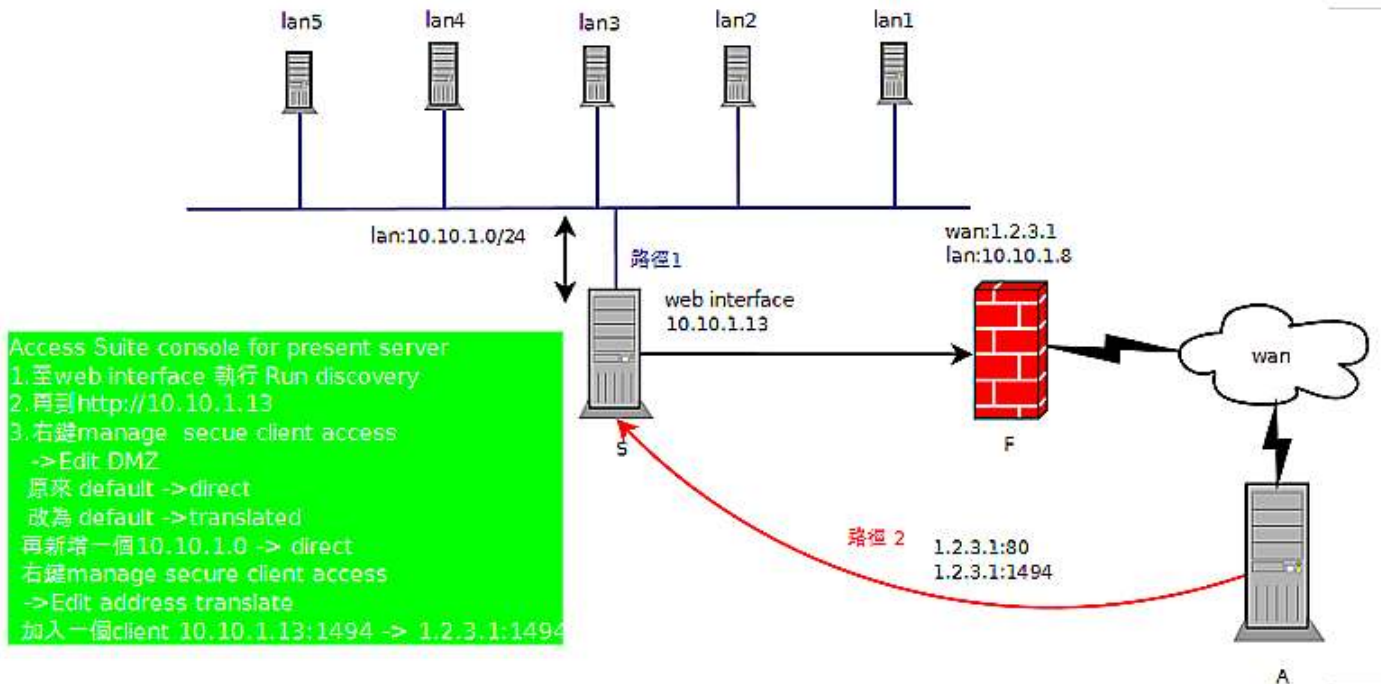 lan5
lan4
lan3
lan2
lan1
lan:10.10.1.0/24
路徑1
wan:1.2.3.1
lan:10.10.1.8
web interface
10.10.1.13
wan
S
F
Access Suite console for present server
1.至web interface 執行 Run discovery
2.再到http://10.10.1.13
3.右鍵manage secue client access
->Edit DMZ
原來 default ->direct
改為 default ->translated
再新增一個10.10.1.0 -> direct
右鍵manage secure client access
->Edit address translate
加入一個client 10.10.1.13:1494 -> 1.2.3.1:1494
路徑 2
1.2.3.1:80
1.2.3.1:1494
A